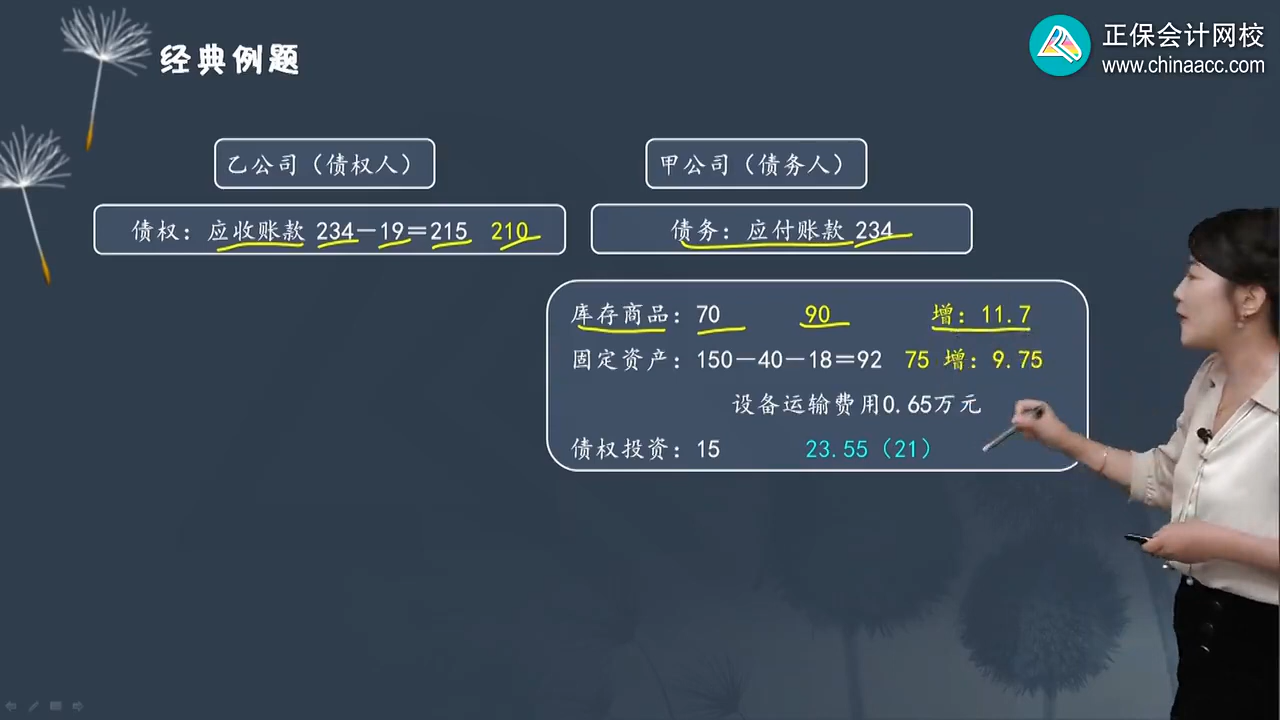 经典例题
正保会计网校
www.chinaacc.com
乙公司（债权人）
甲公司（债务人）
债权：应收账款 234－19＝215 210
债务：应付账款 234
库存商品：70 90 增：11.7
固定资产：150－40－18＝92 75 增：9.75
设备运输费用0.65万元
债权投资：15 23.55（21）